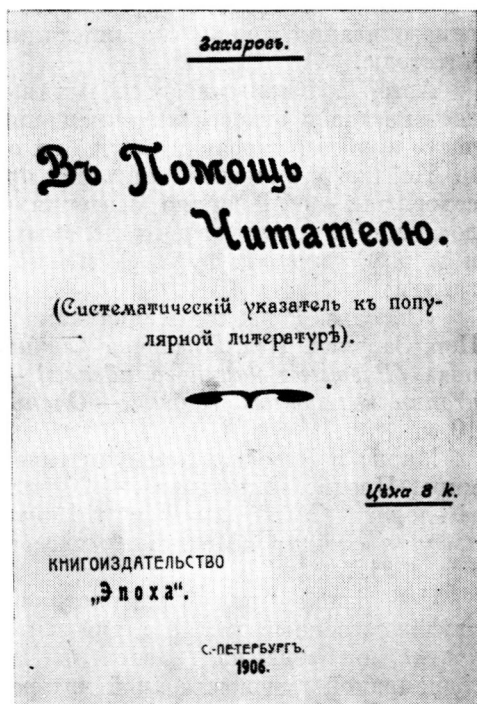 Захаровъ.
Въ Помощь
Читателю.
(Систематическій указатель къ попу-
лярной литературѣ).
Цѣна 8 к.
КНИГОИЗДАТЕЛЬСТВО
„Эпоха“.
С.-ПЕТЕРБУРГЪ.
1906.